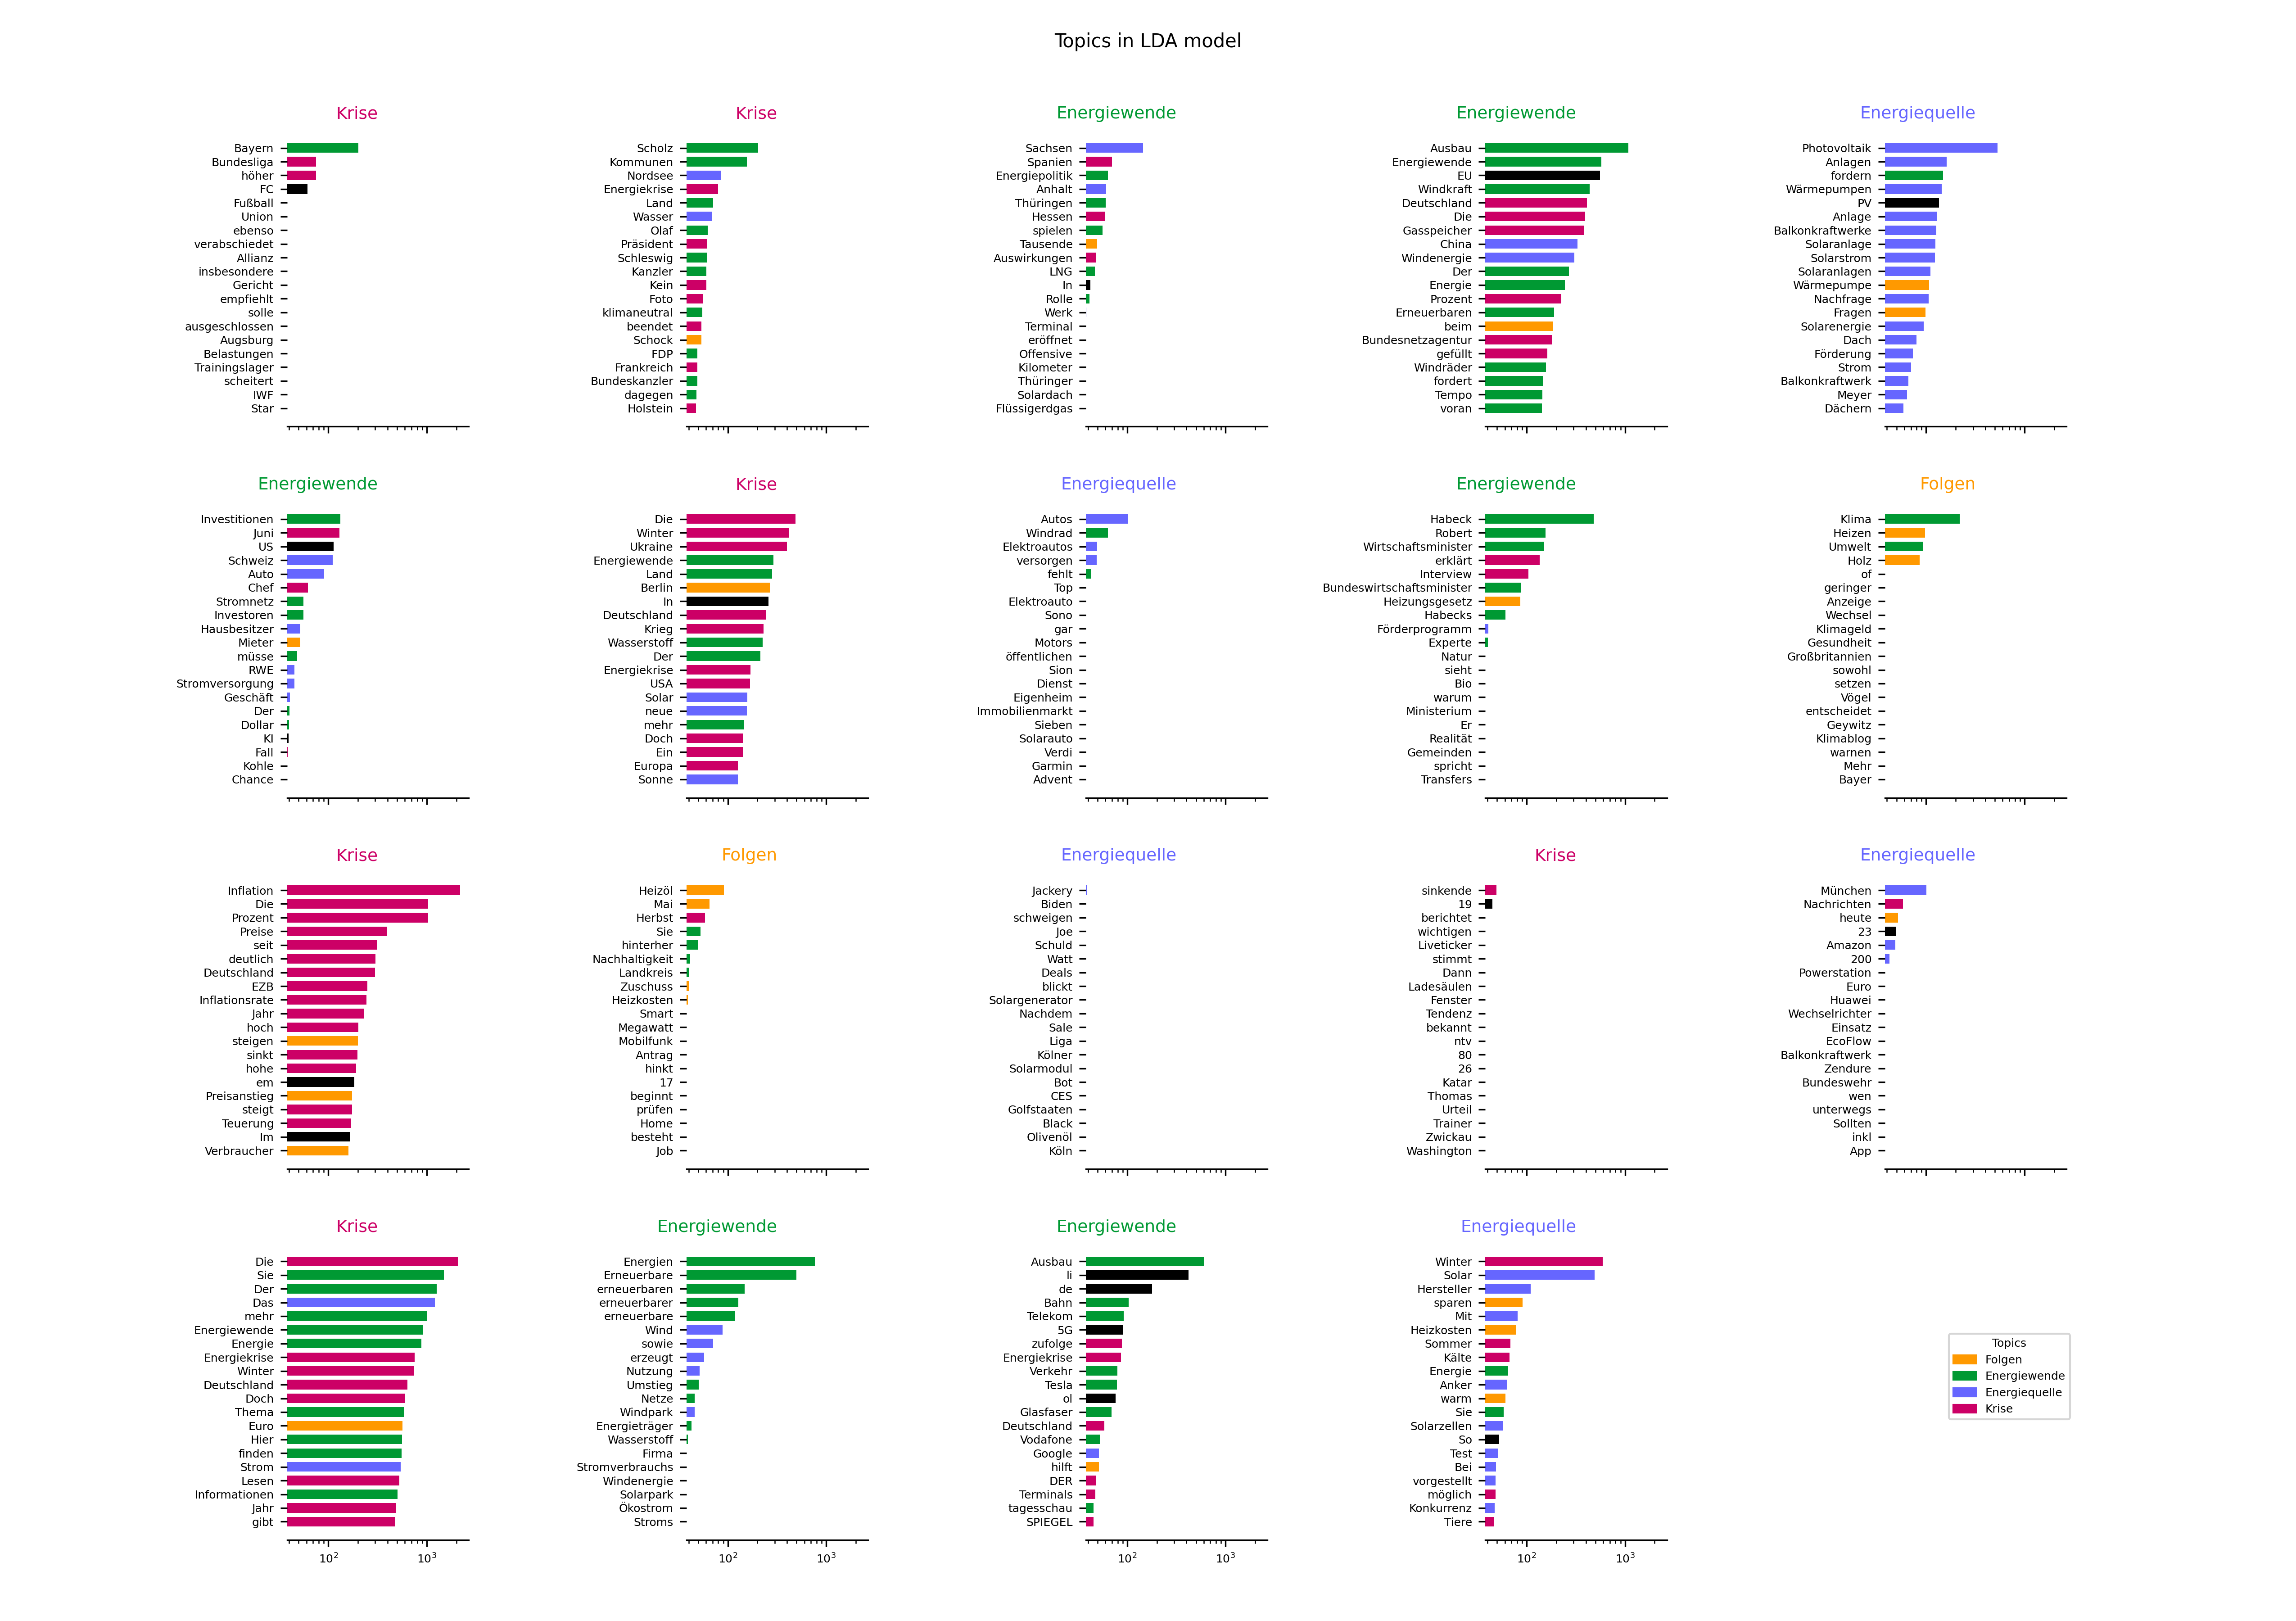 Topics in LDA model
Krise
Bayern
Bundesliga
höher
FC
Fußball
Union
ebenso
verabschiedet
Allianz
insbesondere
Gericht
empfiehlt
solle
ausgeschlossen
Augsburg
Belastungen
Trainingslager
scheitert
IWF
Star
Krise
Scholz
Kommunen
Nordsee
Energiekrise
Land
Wasser
Olaf
Präsident
Schleswig
Kanzler
Kein
Foto
klimaneutral
beendet
Schock
FDP
Frankreich
Bundeskanzler
dagegen
Holstein
Energiewende
Sachsen
Spanien
Energiepolitik
Anhalt
Thüringen
Hessen
spielen
Tausende
Auswirkungen
LNG
In
Rolle
Werk
Terminal
eröffnet
Offensive
Kilometer
Thüringer
Solardach
Flüssigerdgas
Energiewende
Ausbau
Energiewende
EU
Windkraft
Deutschland
Die
Gasspeicher
China
Windenergie
Der
Energie
Prozent
Erneuerbaren
beim
Bundesnetzagentur
gefüllt
Windräder
fordert
Tempo
voran
Energiequelle
Photovoltaik
Anlagen
fordern
Wärmepumpen
PV
Anlage
Balkonkraftwerke
Solaranlage
Solarstrom
Solaranlagen
Wärmepumpe
Nachfrage
Fragen
Solarenergie
Dach
Förderung
Strom
Balkonkraftwerk
Meyer
Dächern
Energiewende
Investitionen
Juni
US
Schweiz
Auto
Chef
Stromnetz
Investoren
Hausbesitzer
Mieter
müsse
RWE
Stromversorgung
Geschäft
Der
Dollar
KI
Fall
Kohle
Chance
Krise
Die
Winter
Ukraine
Energiewende
Land
Berlin
In
Deutschland
Krieg
Wasserstoff
Der
Energiekrise
USA
Solar
neue
mehr
Doch
Ein
Europa
Sonne
Energiequelle
Autos
Windrad
Elektroautos
versorgen
fehlt
Top
Elektroauto
Sono
gar
Motors
öffentlichen
Sion
Dienst
Eigenheim
Immobilienmarkt
Sieben
Solarauto
Verdi
Garmin
Advent
Energiewende
Habeck
Robert
Wirtschaftsminister
erklärt
Interview
Bundeswirtschaftsminister
Heizungsgesetz
Habecks
Förderprogramm
Experte
Natur
sieht
Bio
warum
Ministerium
Er
Realität
Gemeinden
spricht
Transfers
Folgen
Klima
Heizen
Umwelt
Holz
of
geringer
Anzeige
Wechsel
Klimageld
Gesundheit
Großbritannien
sowohl
setzen
Vögel
entscheidet
Geywitz
Klimablog
warnen
Mehr
Bayer
Krise
Inflation
Die
Prozent
Preise
seit
deutlich
Deutschland
EZB
Inflationsrate
Jahr
hoch
steigen
sinkt
hohe
em
Preisanstieg
steigt
Teuerung
Im
Verbraucher
Folgen
Heizöl
Mai
Herbst
Sie
hinterher
Nachhaltigkeit
Landkreis
Zuschuss
Heizkosten
Smart
Megawatt
Mobilfunk
Antrag
hinkt
17
beginnt
prüfen
Home
besteht
Job
Energiequelle
Jackery
Biden
schweigen
Joe
Schuld
Watt
Deals
blickt
Solargenerator
Nachdem
Sale
Liga
Kölner
Solarmodul
Bot
CES
Golfstaaten
Black
Olivenöl
Köln
Krise
sinkende
19
berichtet
wichtigen
Liveticker
stimmt
Dann
Ladesäulen
Fenster
Tendenz
bekannt
ntv
80
26
Katar
Thomas
Urteil
Trainer
Zwickau
Washington
Energiequelle
München
Nachrichten
heute
23
Amazon
200
Powerstation
Euro
Huawei
Wechselrichter
Einsatz
EcoFlow
Balkonkraftwerk
Zendure
Bundeswehr
wen
unterwegs
Sollten
inkl
App
Krise
Die
Sie
Der
Das
mehr
Energiewende
Energie
Energiekrise
Winter
Deutschland
Doch
Thema
Euro
Hier
finden
Strom
Lesen
Informationen
Jahr
gibt
10² 10³
Energiewende
Energien
Erneuerbare
erneuerbaren
erneuerbarer
erneuerbare
Wind
sowie
erzeugt
Nutzung
Umstieg
Netze
Windpark
Energieträger
Wasserstoff
Firma
Stromverbrauchs
Windenergie
Solarpark
Ökostrom
Stroms
10² 10³
Energiewende
Ausbau
li
de
Bahn
Telekom
5G
zufolge
Energiekrise
Verkehr
Tesla
ol
Glasfaser
Deutschland
Vodafone
Google
hilft
DER
Terminals
tagesschau
SPIEGEL
10² 10³
Energiequelle
Winter
Solar
Hersteller
sparen
Mit
Heizkosten
Sommer
Kälte
Energie
Anker
warm
Sie
Solarzellen
So
Test
Bei
vorgestellt
möglich
Konkurrenz
Tiere
10² 10³
Topics
Folgen
Energiewende
Energiequelle
Krise